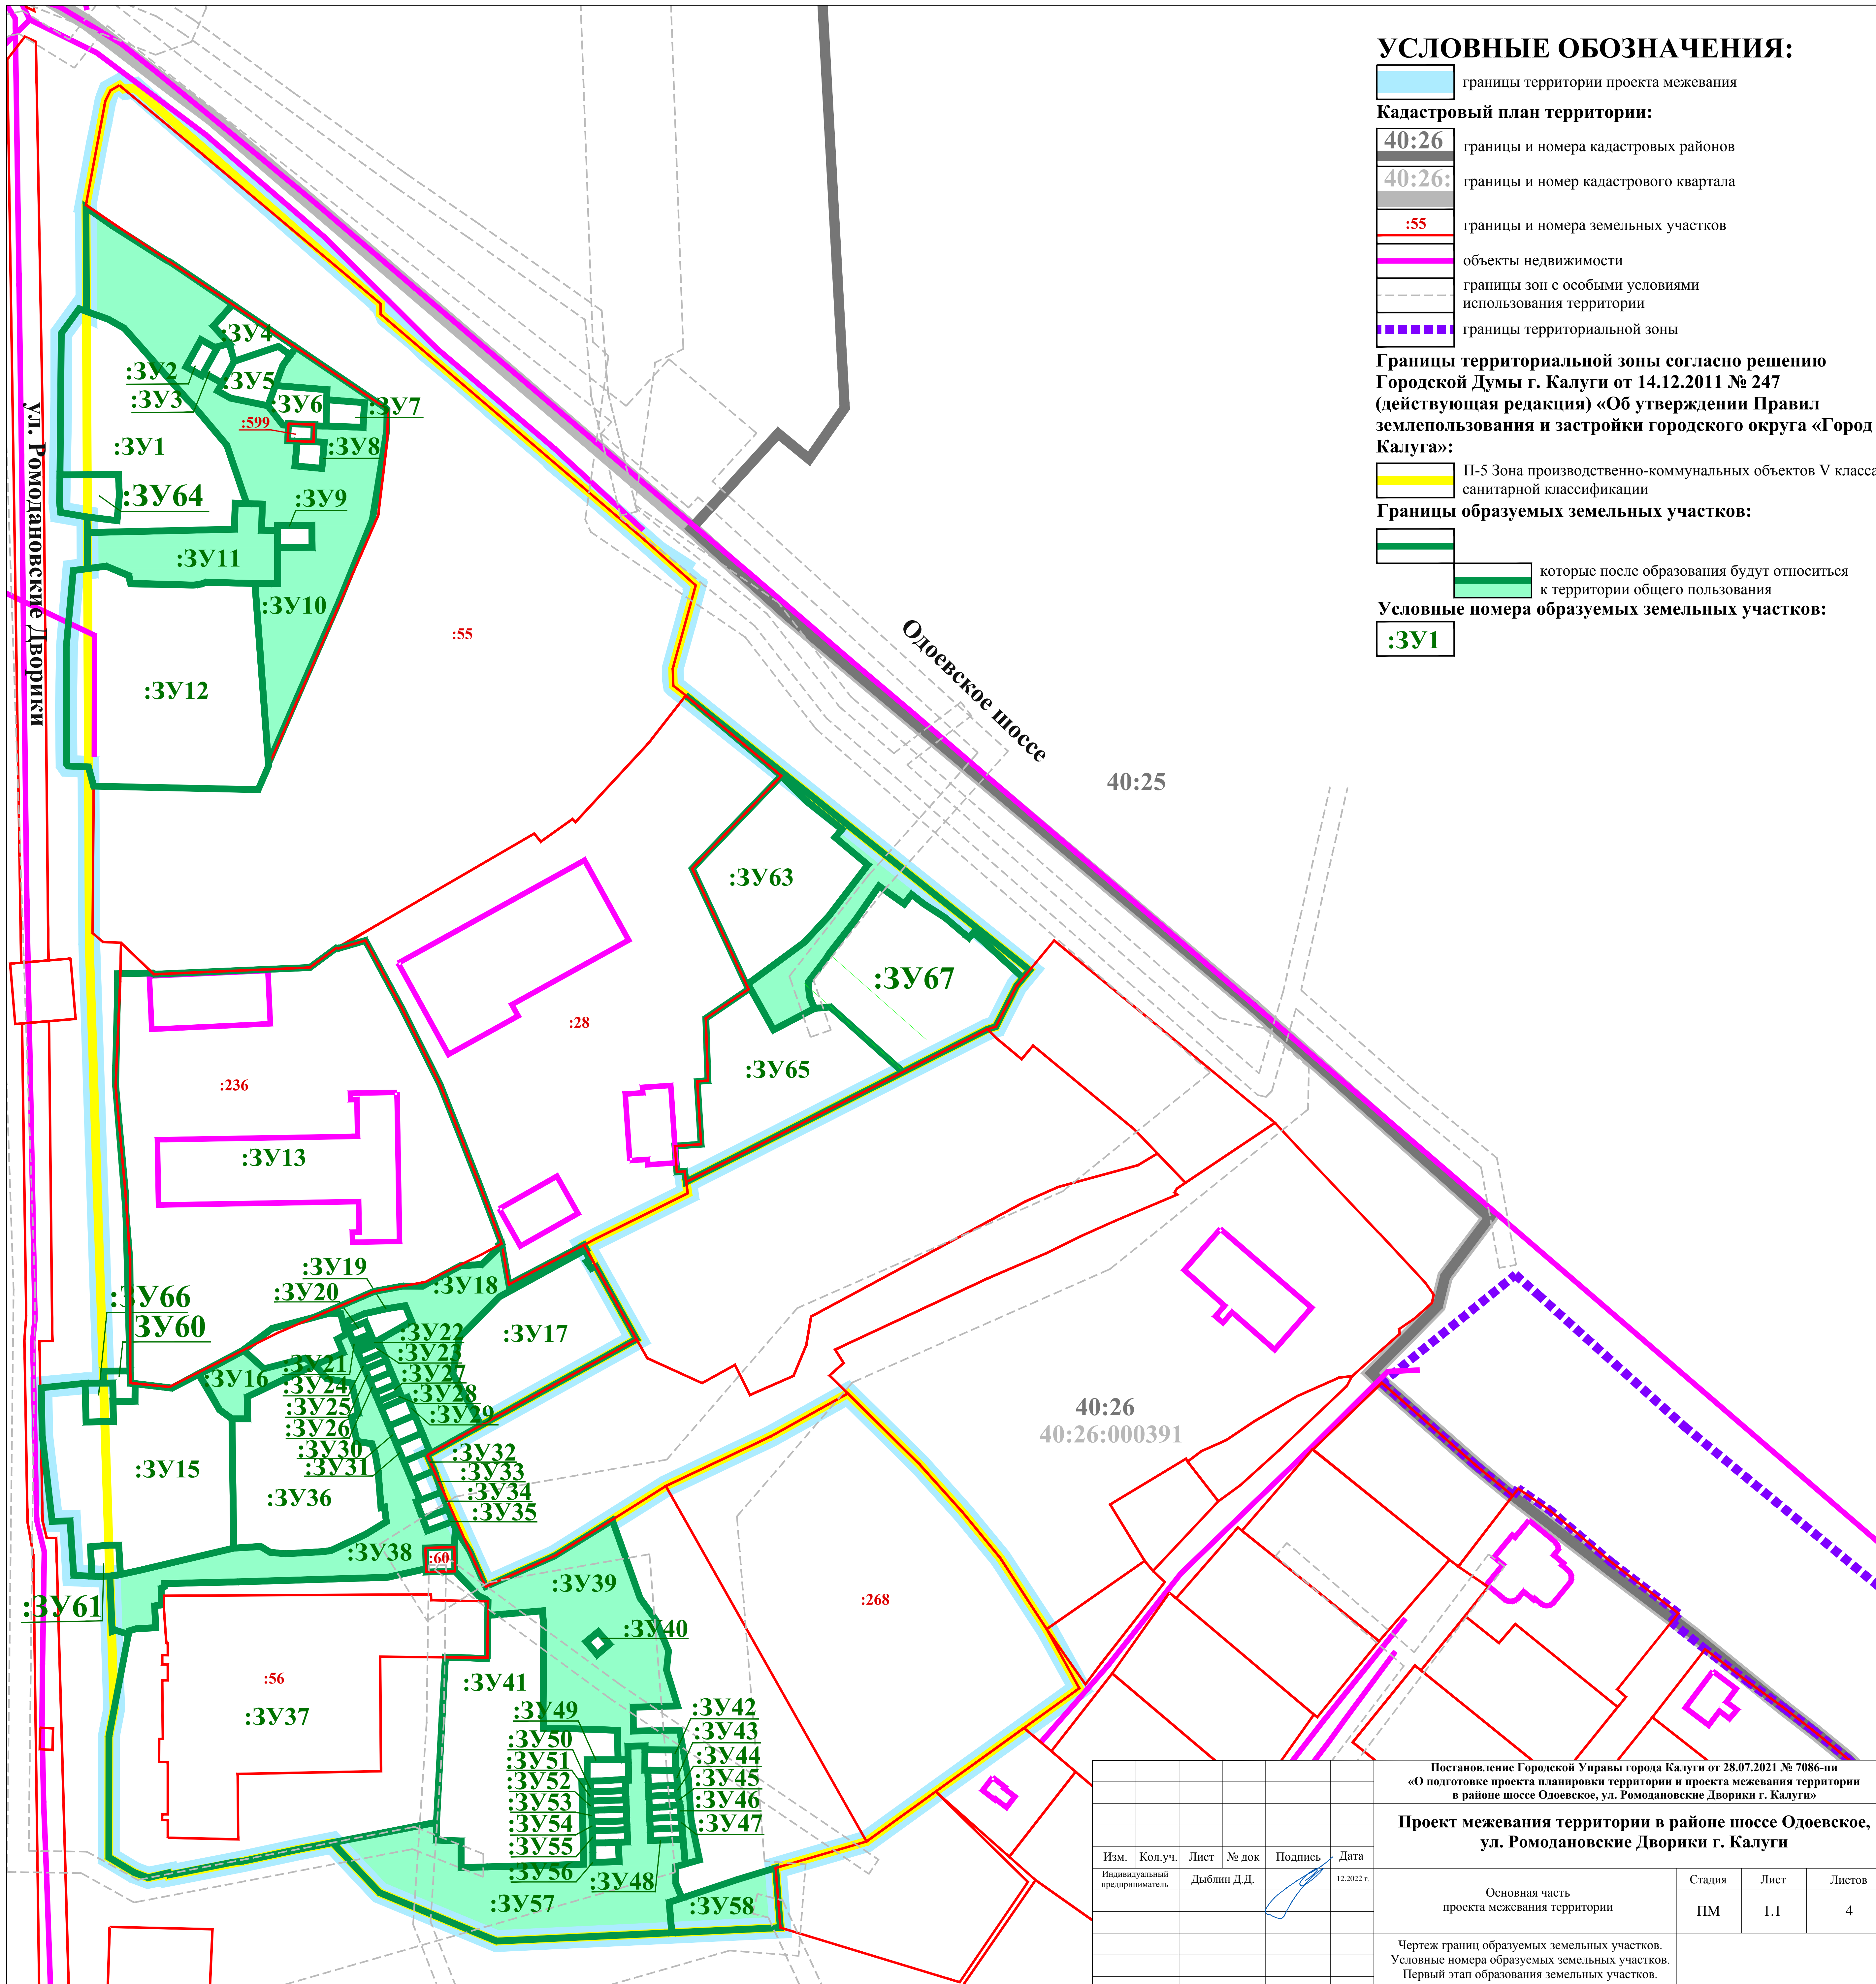 УСЛОВНЫЕ ОБОЗНАЧЕНИЯ:
границы территории проекта межевания
Кадастровый план территории:
40:26
границы и номера кадастровых районов
40:26:
границы и номер кадастрового квартала
:55
границы и номера земельных участков
объекты недвижимости
границы зон с особыми условиями
использования территории
границы территориальной зоны
Границы территориальной зоны согласно решению
Городской Думы г. Калуги от 14.12.2011 № 247
(действующая редакция) «Об утверждении Правил
землепользования и застройки городского округа «Город
Калуга»:
П-5 Зона производственно-коммунальных объектов V класса
санитарной классификации
Границы образуемых земельных участков:
которые после образования будут относиться
к территории общего пользования
Условные номера образуемых земельных участков:
:ЗУ1
ул. Ромодановские Дворики
Одоевское шоссе
40:25
40:26
40:26:000391
:ЗУ4
:ЗУ2
:ЗУ5
:ЗУ3
:ЗУ6
:ЗУ7
:599
:ЗУ1
:ЗУ8
:ЗУ64
:ЗУ9
:ЗУ11
:ЗУ10
:55
:ЗУ12
:ЗУ63
:ЗУ67
:28
:ЗУ65
:236
:ЗУ13
:ЗУ19
:ЗУ18
:ЗУ20
:ЗУ66
ЗУ60
:ЗУ22
:ЗУ17
:ЗУ23
:ЗУ21
:ЗУ27
:ЗУ16
:ЗУ24
:ЗУ28
:ЗУ25
:ЗУ29
:ЗУ26
:ЗУ30
:ЗУ32
:ЗУ31
:ЗУ15
:ЗУ33
:ЗУ34
:ЗУ36
:ЗУ35
:ЗУ38
:60
:ЗУ39
:ЗУ61
:268
:ЗУ40
:56
:ЗУ41
:ЗУ37
:ЗУ49
:ЗУ42
:ЗУ50
:ЗУ43
:ЗУ51
:ЗУ44
:ЗУ52
:ЗУ45
:ЗУ53
:ЗУ46
:ЗУ54
:ЗУ47
:ЗУ55
:ЗУ56
:ЗУ48
:ЗУ57
:ЗУ58
Постановление Городской Управы города Калуги от 28.07.2021 № 7086-пи
«О подготовке проекта планировки территории и проекта межевания территории
в районе шоссе Одоевское, ул. Ромодановские Дворики г. Калуги»
Проект межевания территории в районе шоссе Одоевское,
ул. Ромодановские Дворики г. Калуги
Изм. Кол.уч. Лист № док Подпись Дата
Индивидуальный
предприниматель
Дыблин Д.Д.
12.2022 г.
Основная часть
проекта межевания территории
Стадия Лист Листов
ПМ 1.1 4
Чертеж границ образуемых земельных участков.
Условные номера образуемых земельных участков.
Первый этап образования земельных участков.